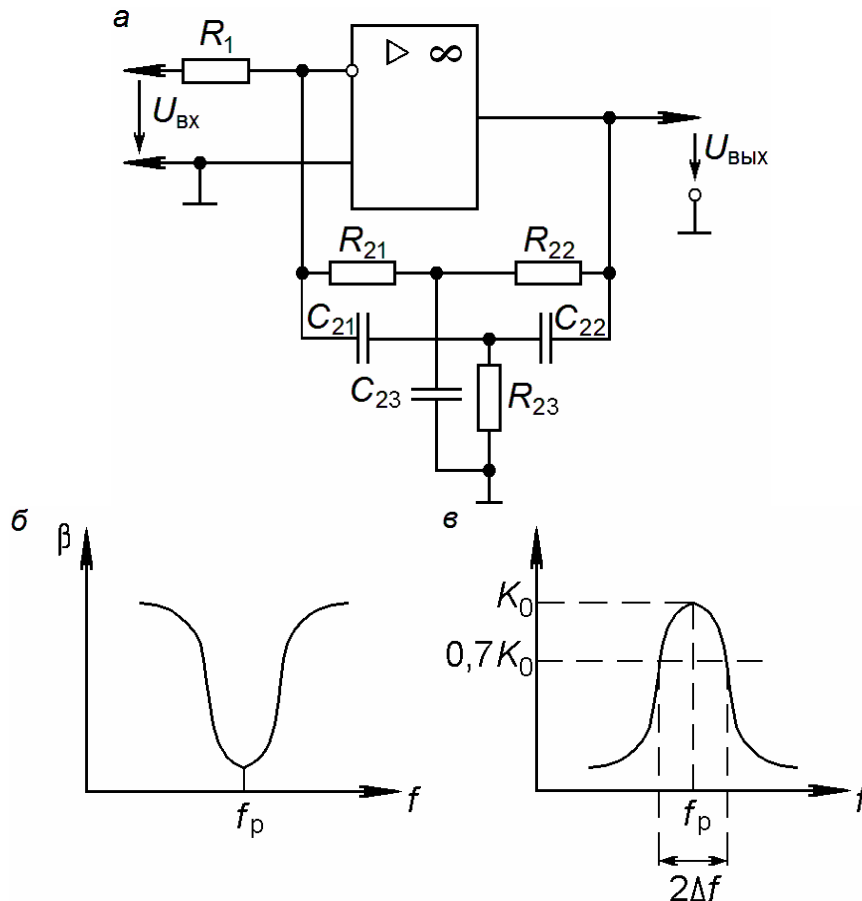 а
R₁
▷ ∞
Uвх
Uвых
R₂₁ R₂₂
C₂₁ C₂₂
C₂₃ R₂₃
б
β
fр
f
в
K₀
0,7K₀
fр
f
2Δf